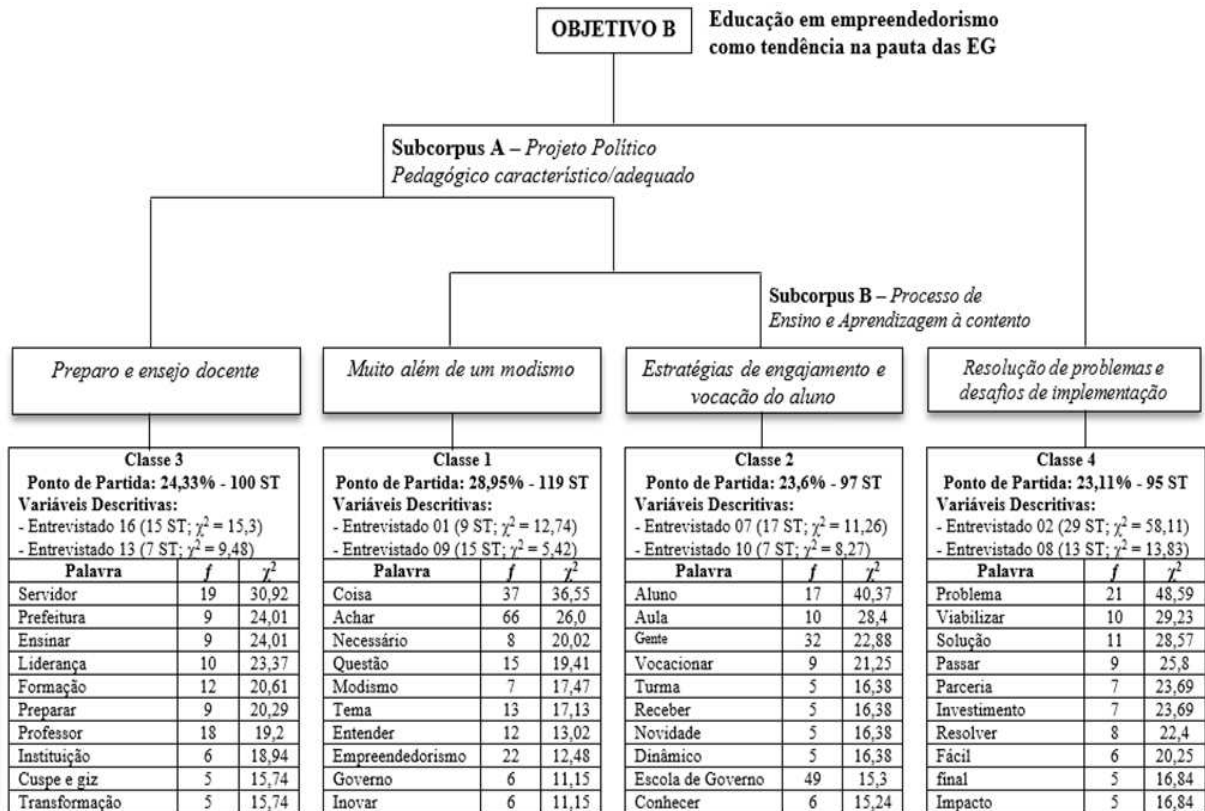 OBJETIVO B
Educação em empreendedorismo
como tendência na pauta das EG
Subcorpus A – Projeto Político
Pedagógico característico/adequado
Subcorpus B – Processo de
Ensino e Aprendizagem à contento
Preparo e ensejo docente
Classe 3
Ponto de Partida: 24,33% - 100 ST
Variáveis Descritivas:
- Entrevistado 16 (15 ST; χ² = 15,3)
- Entrevistado 13 (7 ST; χ² = 9,48)
Palavra f χ²
Servidor 19 30,92
Prefeitura 9 24,01
Ensinar 9 24,01
Liderança 10 23,37
Formação 12 20,61
Preparar 9 20,29
Professor 18 19,2
Instituição 6 18,94
Cuspe e giz 5 15,74
Transformação 5 15,74
Muito além de um modismo
Classe 1
Ponto de Partida: 28,95% - 119 ST
Variáveis Descritivas:
- Entrevistado 01 (9 ST; χ² = 12,74)
- Entrevistado 09 (15 ST; χ² = 5,42)
Palavra f χ²
Coisa 37 36,55
Achar 66 26,0
Necessário 8 20,02
Questão 15 19,41
Modismo 7 17,47
Tema 13 17,13
Entender 12 13,02
Empreendedorismo 22 12,48
Governo 6 11,15
Inovar 6 11,15
Estratégias de engajamento e
vocação do aluno
Classe 2
Ponto de Partida: 23,6% - 97 ST
Variáveis Descritivas:
- Entrevistado 07 (17 ST; χ² = 11,26)
- Entrevistado 10 (7 ST; χ² = 8,27)
Palavra f χ²
Aluno 17 40,37
Aula 10 28,4
Gente 32 22,88
Vocacionar 9 21,25
Turma 5 16,38
Receber 5 16,38
Novidade 5 16,38
Dinâmico 5 16,38
Escola de Governo 49 15,3
Conhecer 6 15,24
Resolução de problemas e
desafios de implementação
Classe 4
Ponto de Partida: 23,11% - 95 ST
Variáveis Descritivas:
- Entrevistado 02 (29 ST; χ² = 58,11)
- Entrevistado 08 (13 ST; χ² = 13,83)
Palavra f χ²
Problema 21 48,59
Viabilizar 10 29,23
Solução 11 28,57
Passar 9 25,8
Parceria 7 23,69
Investimento 7 23,69
Resolver 8 22,4
Fácil 6 20,25
final 5 16,84
Impacto 5 16,84